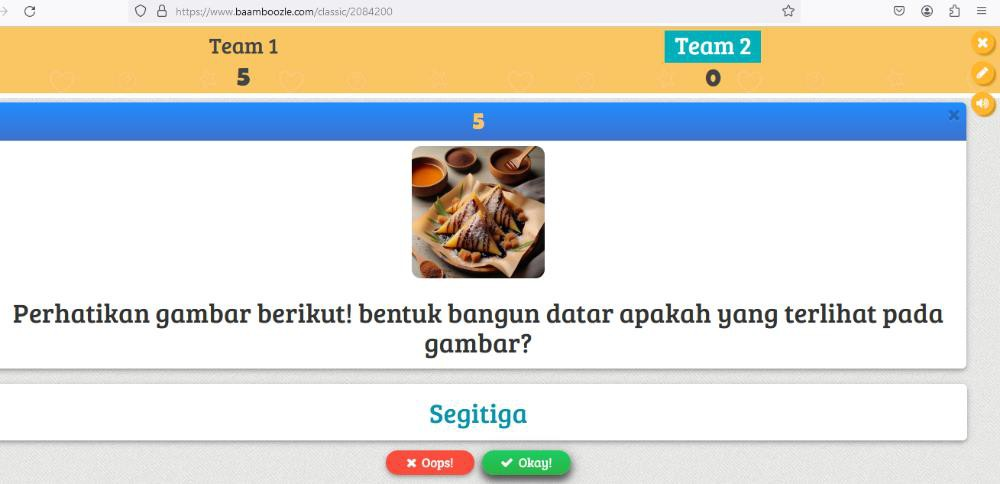 https://www.baamboozle.com/classic/2084200
Team 1
Team 2
5
0
5
Perhatikan gambar berikut! bentuk bangun datar apakah yang terlihat pada
gambar?
Segitiga
Oops!
Okay!